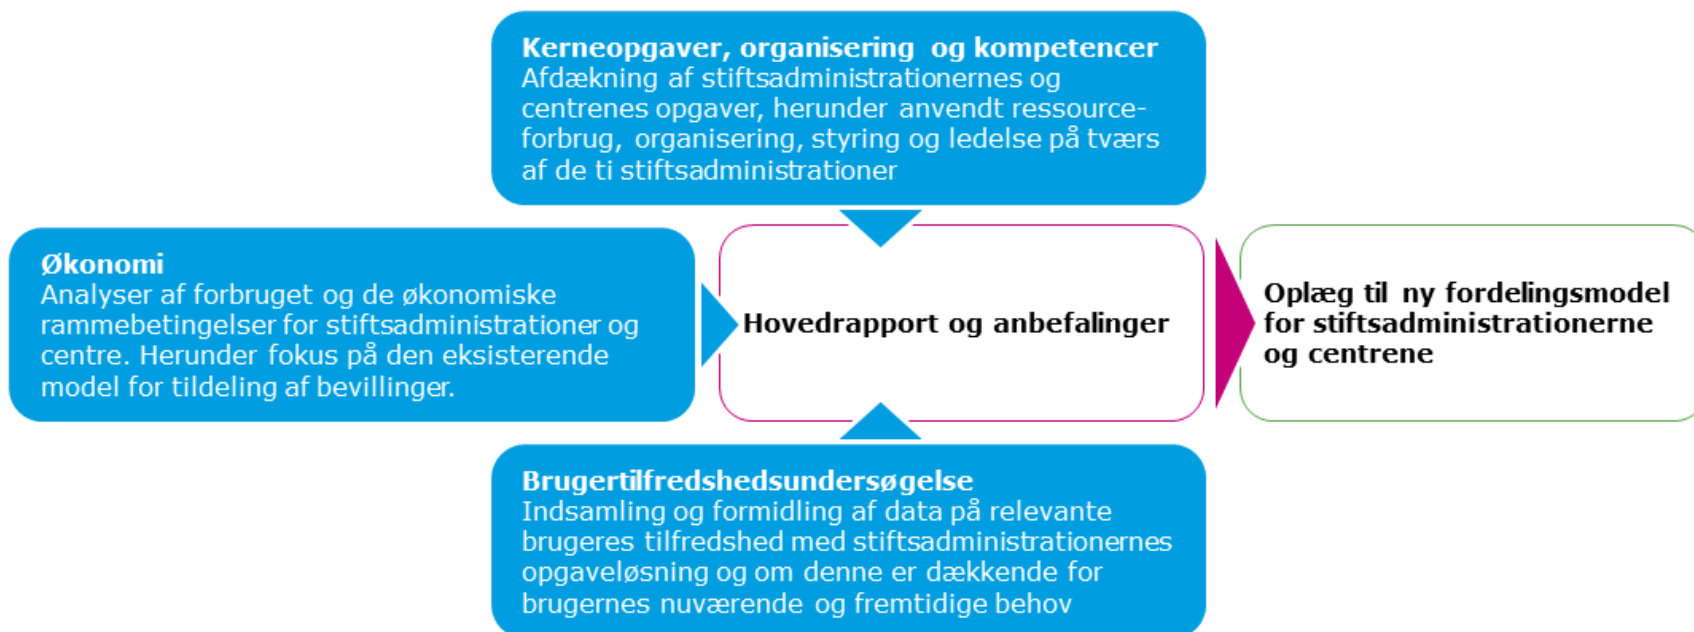 Kerneopgaver, organisering og kompetencer
Afdækning af stiftsadministrationernes og
centrenes opgaver, herunder anvendt ressource-
forbrug, organisering, styring og ledelse på tværs
af de ti stiftsadministrationer
Økonomi
Analyser af forbruget og de økonomiske
rammebetingelser for stiftsadministrationer og
centre. Herunder fokus på den eksisterende
model for tildeling af bevillinger.
Hovedrapport og anbefalinger
Oplæg til ny fordelingsmodel
for stiftsadministrationerne
og centrene
Brugertilfredshedsundersøgelse
Indsamling og formidling af data på relevante
brugeres tilfredshed med stiftsadministrationernes
opgaveløsning og om denne er dækkende for
brugernes nuværende og fremtidige behov